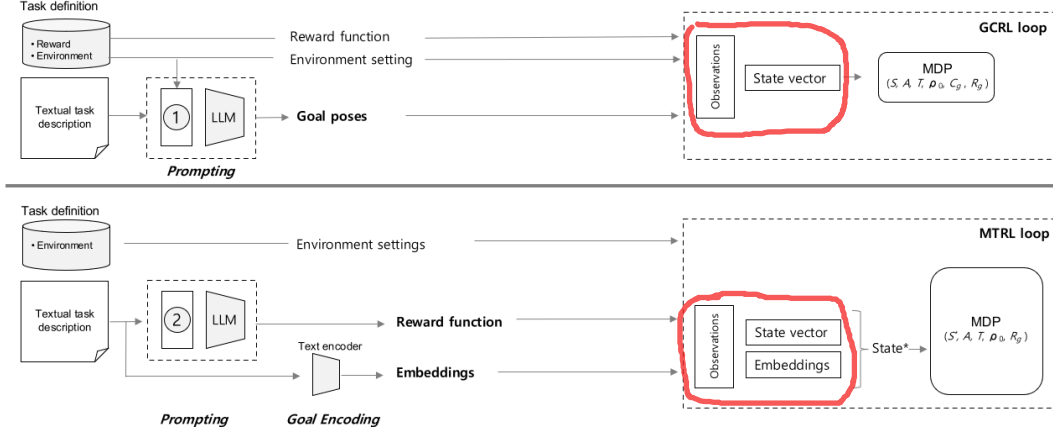 Task definition
• Reward
• Environment
Reward function
Environment setting
Textual task
description
1
LLM
Goal poses
Prompting
GCRL loop
Observations
State vector
MDP
(S, A, T, ρ0, Cg, Rg)
Task definition
• Environment
Environment settings
Textual task
description
2
LLM
Reward function
Text encoder
Embeddings
Prompting
Goal Encoding
MTRL loop
Observations
State vector
Embeddings
State*
MDP
(S*, A, T, ρ0, Rg)